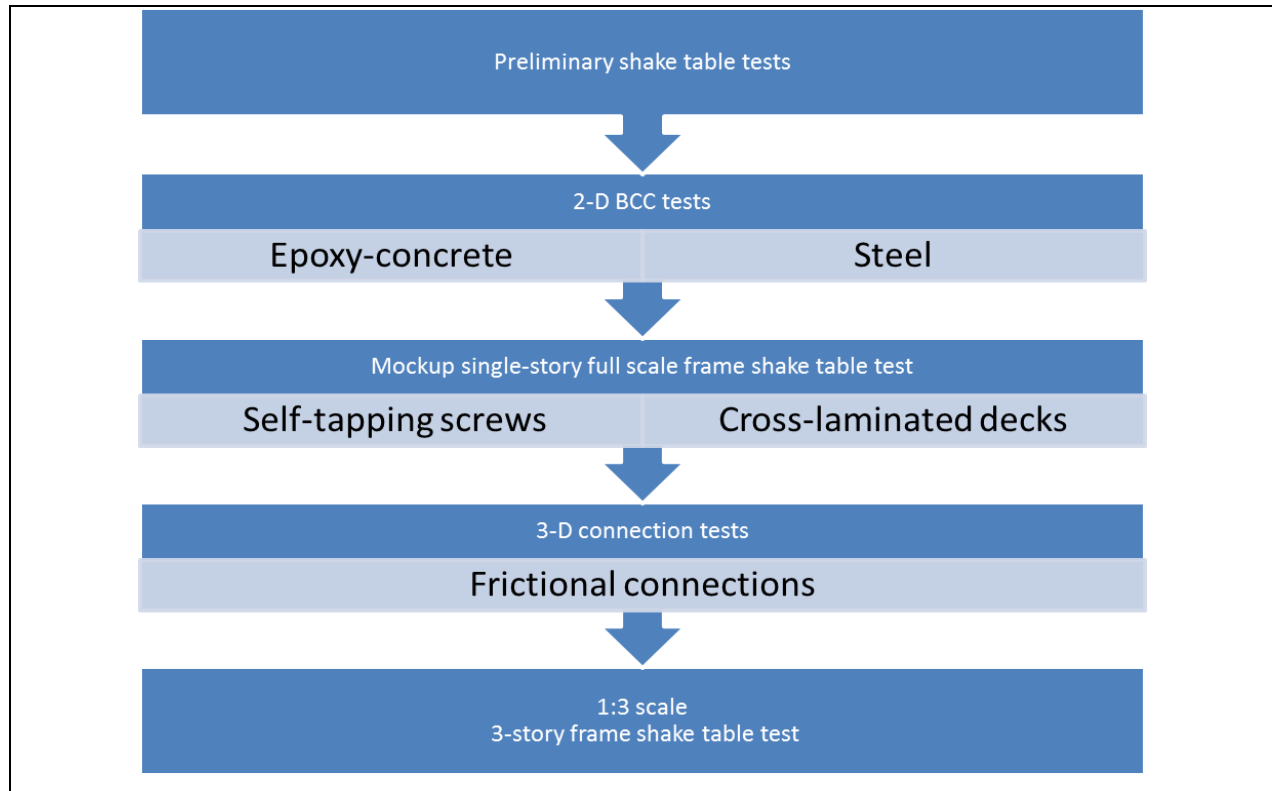 Preliminary shake table tests
2-D BCC tests
Epoxy-concrete
Steel
Mockup single-story full scale frame shake table test
Self-tapping screws
Cross-laminated decks
3-D connection tests
Frictional connections
1:3 scale
3-story frame shake table test